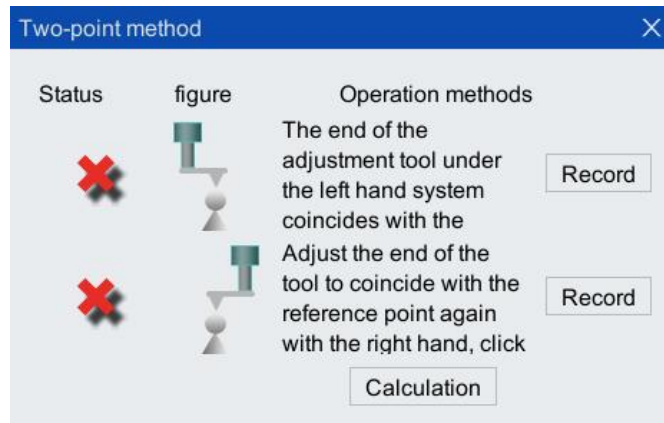 Two-point method
Status figure Operation methods
The end of the
adjustment tool under
the left hand system
coincides with the
Record
Adjust the end of the
tool to coincide with the
reference point again
with the right hand, click
Record
Calculation